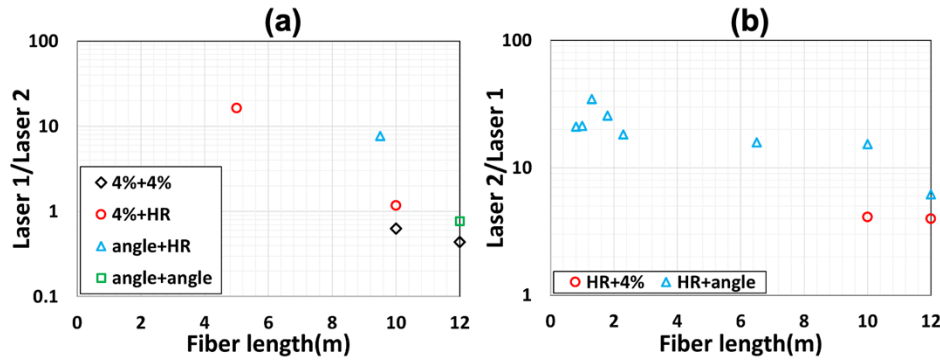 (a)
100
10
1
0.1
Laser 1/Laser 2
4%+4%
4%+HR
angle+HR
angle+angle
0 2 4 6 8 10 12
Fiber length(m)
(b)
100
10
1
Laser 2/Laser 1
HR+4% HR+angle
0 2 4 6 8 10 12
Fiber length(m)